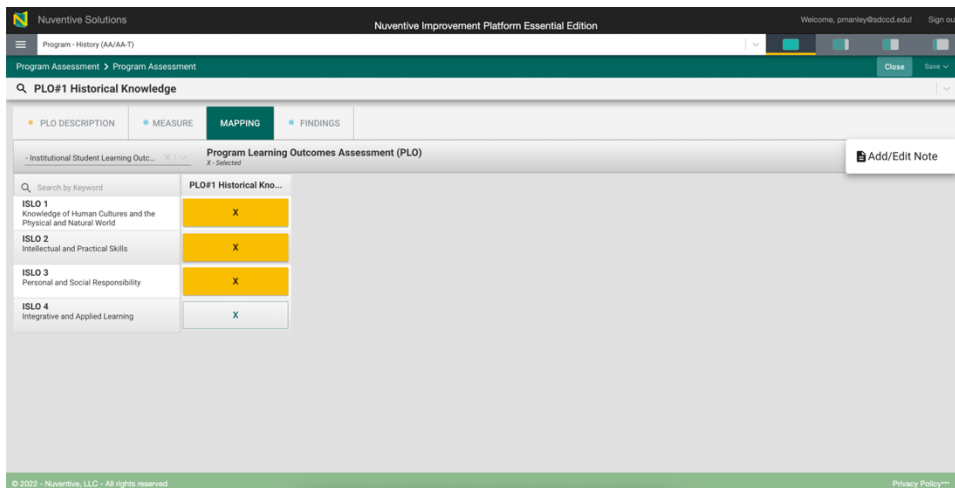 Nuventive Solutions
Nuventive Improvement Platform Essential Edition
Welcome, pmanley@sdccd.edu!
Sign ou
Program - History (AA/AA-T)
Program Assessment > Program Assessment
Close
Save
PLO#1 Historical Knowledge
PLO DESCRIPTION
MEASURE
MAPPING
FINDINGS
- Institutional Student Learning Outc...
Program Learning Outcomes Assessment (PLO)
X - Selected
Add/Edit Note
Search by Keyword
PLO#1 Historical Kno...
ISLO 1
Knowledge of Human Cultures and the
Physical and Natural World
X
ISLO 2
Intellectual and Practical Skills
X
ISLO 3
Personal and Social Responsibility
X
ISLO 4
Integrative and Applied Learning
X
© 2022 - Nuventive, LLC - All rights reserved
Privacy Policy